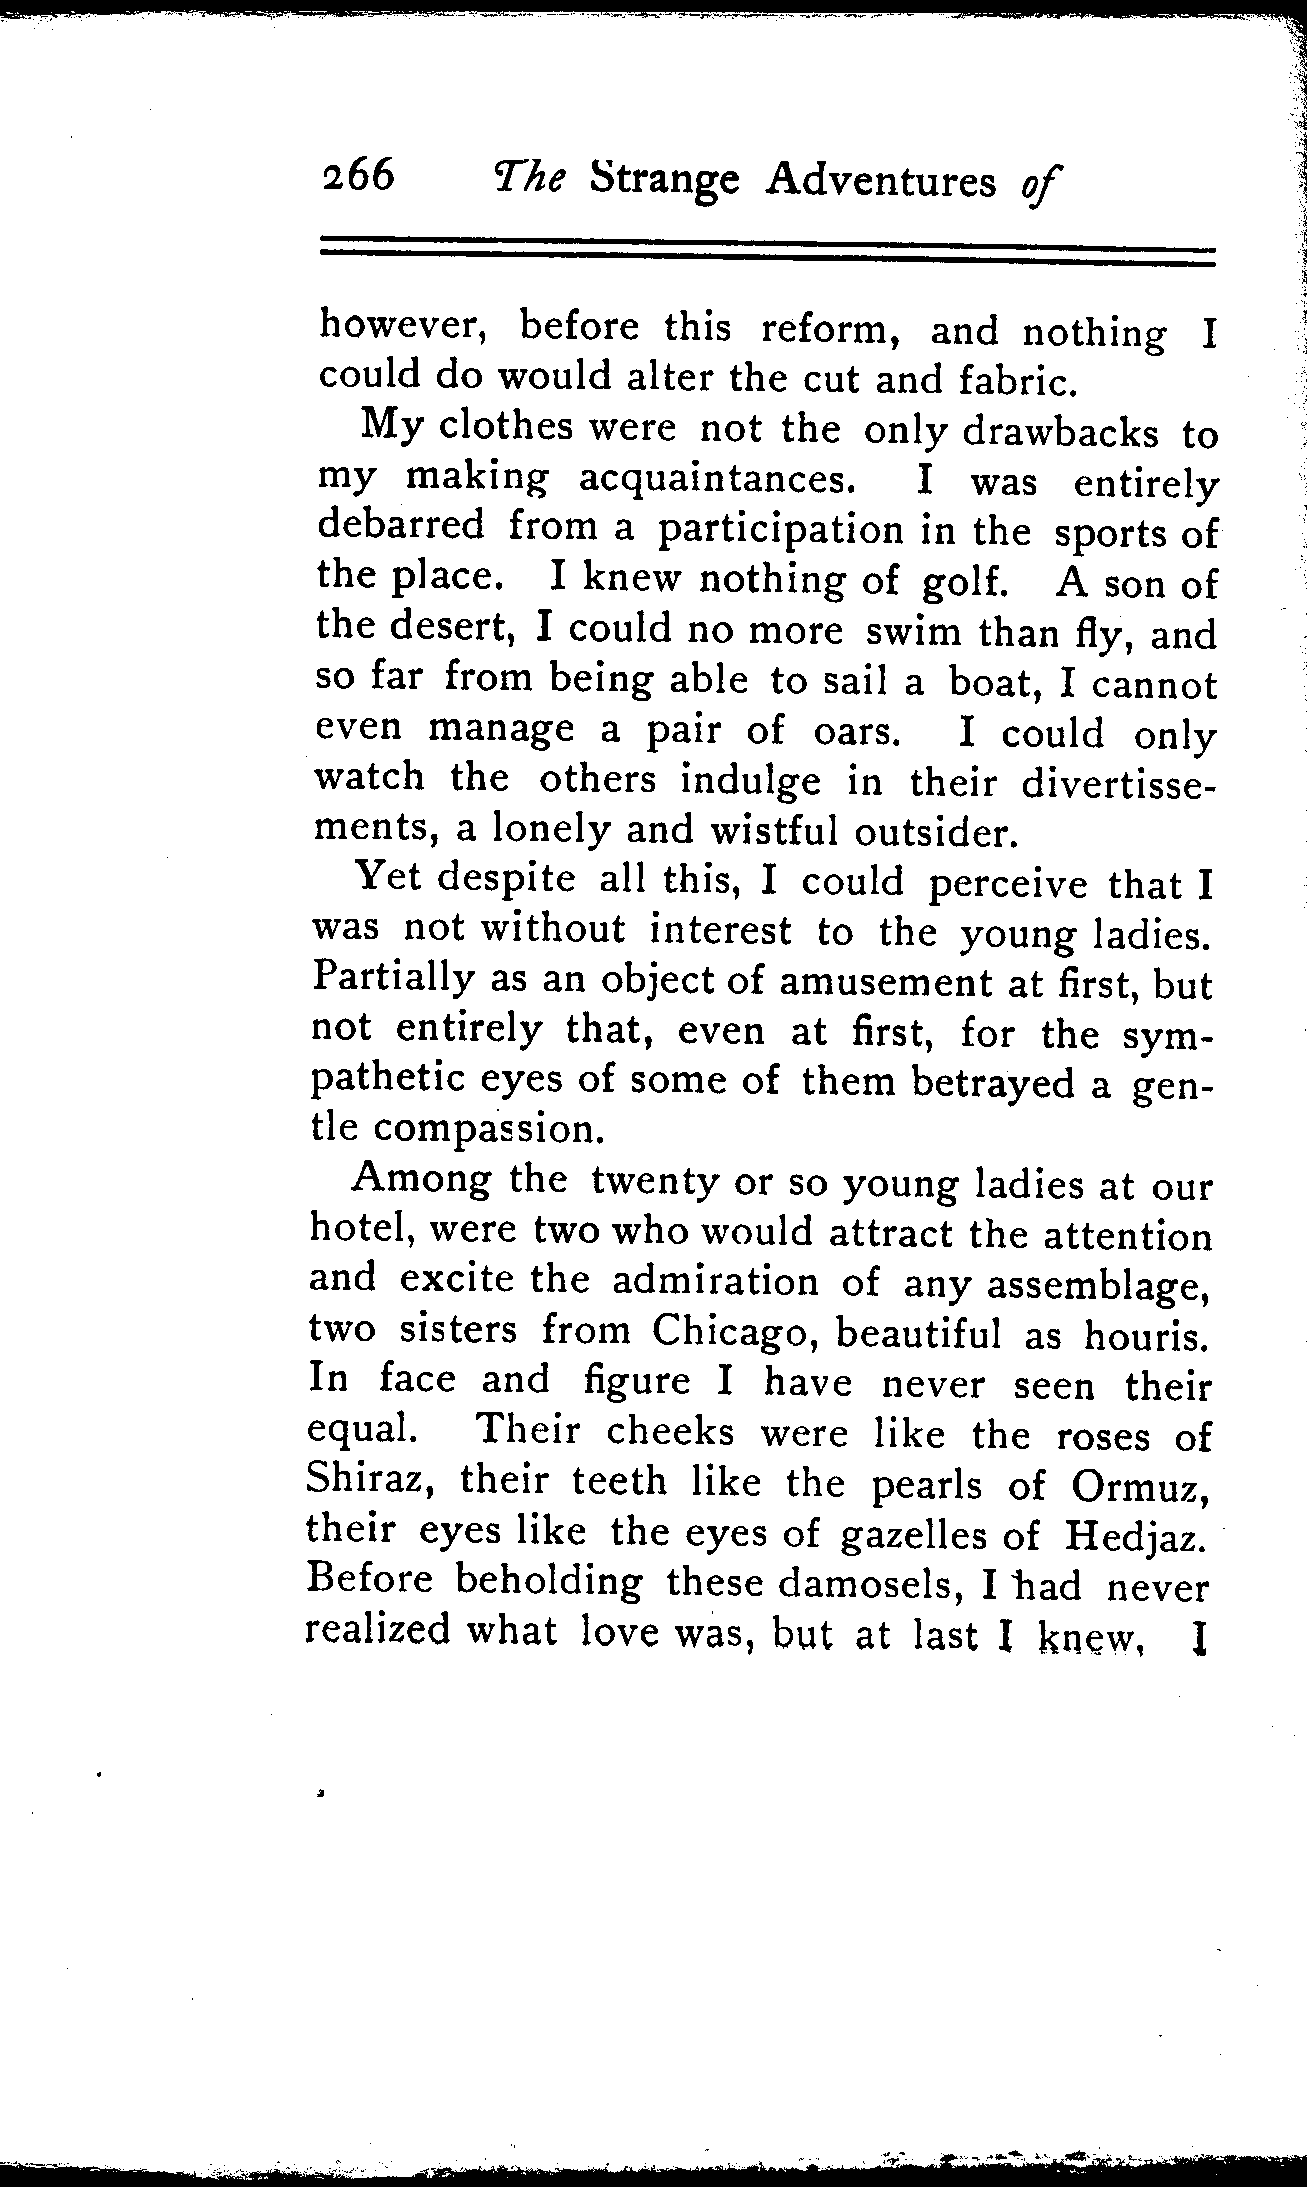 266 The Strange Adventures of
however, before this reform, and nothing I
could do would alter the cut and fabric.
My clothes were not the only drawbacks to
my making acquaintances. I was entirely
debarred from a participation in the sports of
the place. I knew nothing of golf. A son of
the desert, I could no more swim than fly, and
so far from being able to sail a boat, I cannot
even manage a pair of oars. I could only
watch the others indulge in their divertisse-
ments, a lonely and wistful outsider.
Yet despite all this, I could perceive that I
was not without interest to the young ladies.
Partially as an object of amusement at first, but
not entirely that, even at first, for the sym-
pathetic eyes of some of them betrayed a gen-
tle compassion.
Among the twenty or so young ladies at our
hotel, were two who would attract the attention
and excite the admiration of any assemblage,
two sisters from Chicago, beautiful as houris.
In face and figure I have never seen their
equal. Their cheeks were like the roses of
Shiraz, their teeth like the pearls of Ormuz,
their eyes like the eyes of gazelles of Hedjaz.
Before beholding these damosels, I had never
realized what love was, but at last I knew, I